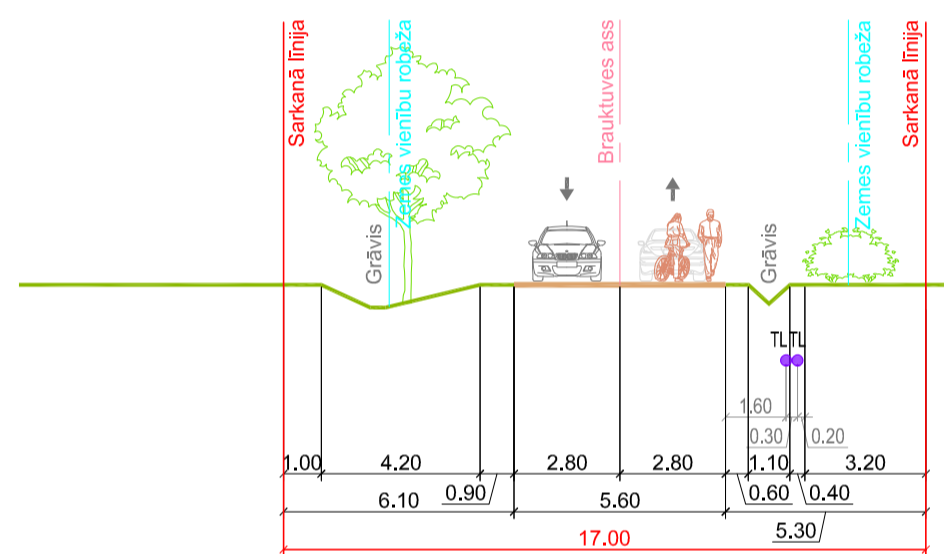 Sarkanā līnija
Zemes vienību robeža
Brauktuves ass
Zemes vienību robeža
Sarkanā līnija
Grāvis
Grāvis
TL TL
1.60
0.30
0.20
1.00
4.20
2.80
2.80
1.10
3.20
6.10
0.90
5.60
0.60
0.40
17.00
5.30